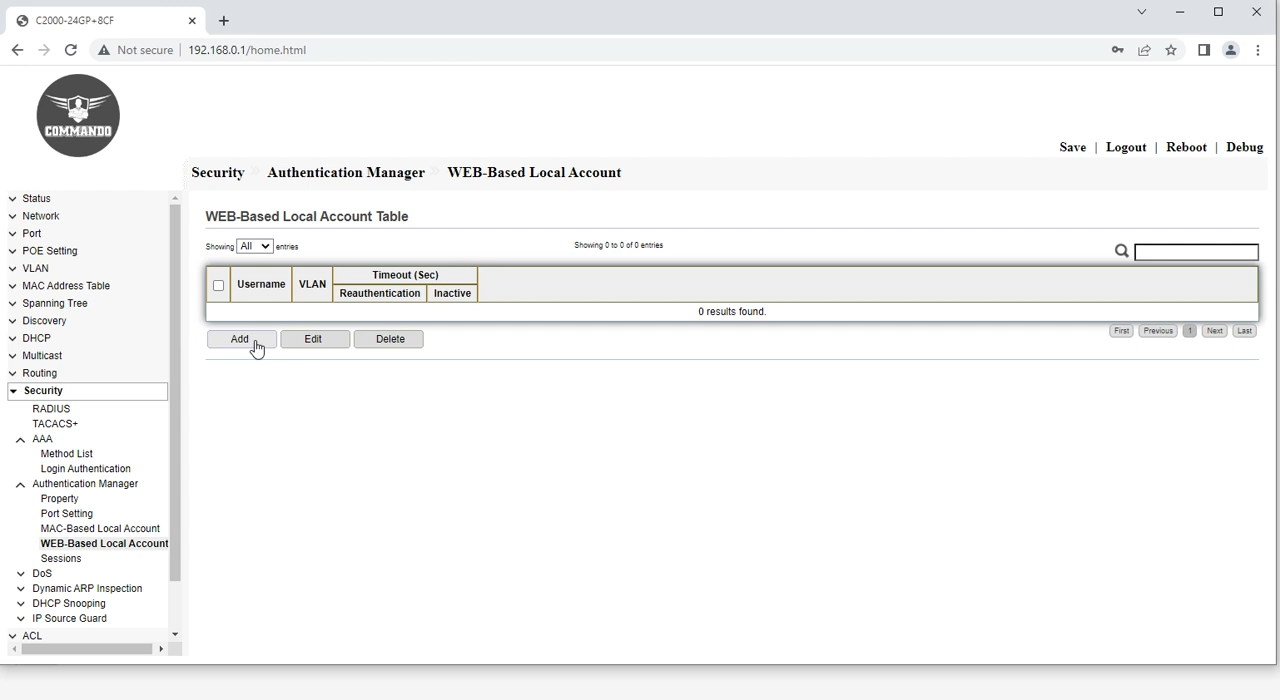 C2000-24GP+8CF
Not secure 192.168.0.1/home.html
COMMANDO
Save | Logout | Reboot | Debug
Security Authentication Manager WEB-Based Local Account
Status
Network
Port
POE Setting
VLAN
MAC Address Table
Spanning Tree
Discovery
DHCP
Multicast
Routing
Security
RADIUS
TACACS+
AAA
Method List
Login Authentication
Authentication Manager
Property
Port Setting
MAC-Based Local Account
WEB-Based Local Account
Sessions
DoS
Dynamic ARP Inspection
DHCP Snooping
IP Source Guard
ACL
WEB-Based Local Account Table
Showing All entries Showing 0 to 0 of 0 entries
Username VLAN Timeout (Sec)
Reauthentication Inactive
0 results found.
Add Edit Delete First Previous 1 Next Last